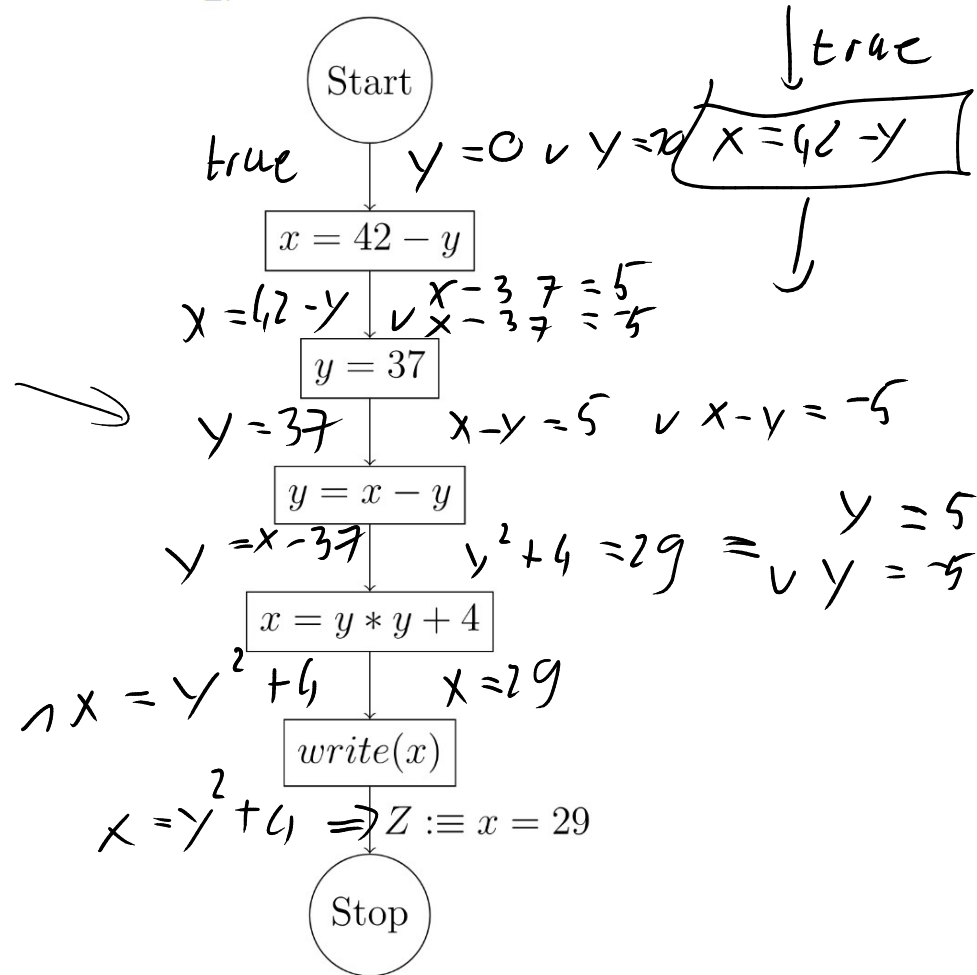 Start
true
true y = 0 ∨ y = 10 x = 42 - y
x = 42 − y
x = 42 - y ∨ x - 37 = 5
x - 37 = -5
y = 37
y = 37 x - y = 5 ∨ x - y = -5
y = x − y
y = x - 37 y² + 4 = 29 ≡ y = 5
∨ y = -5
x = y ∗ y + 4
∧ x = y² + 4 x = 29
write(x)
x = y² + 4 ⇒ Z :≡ x = 29
Stop